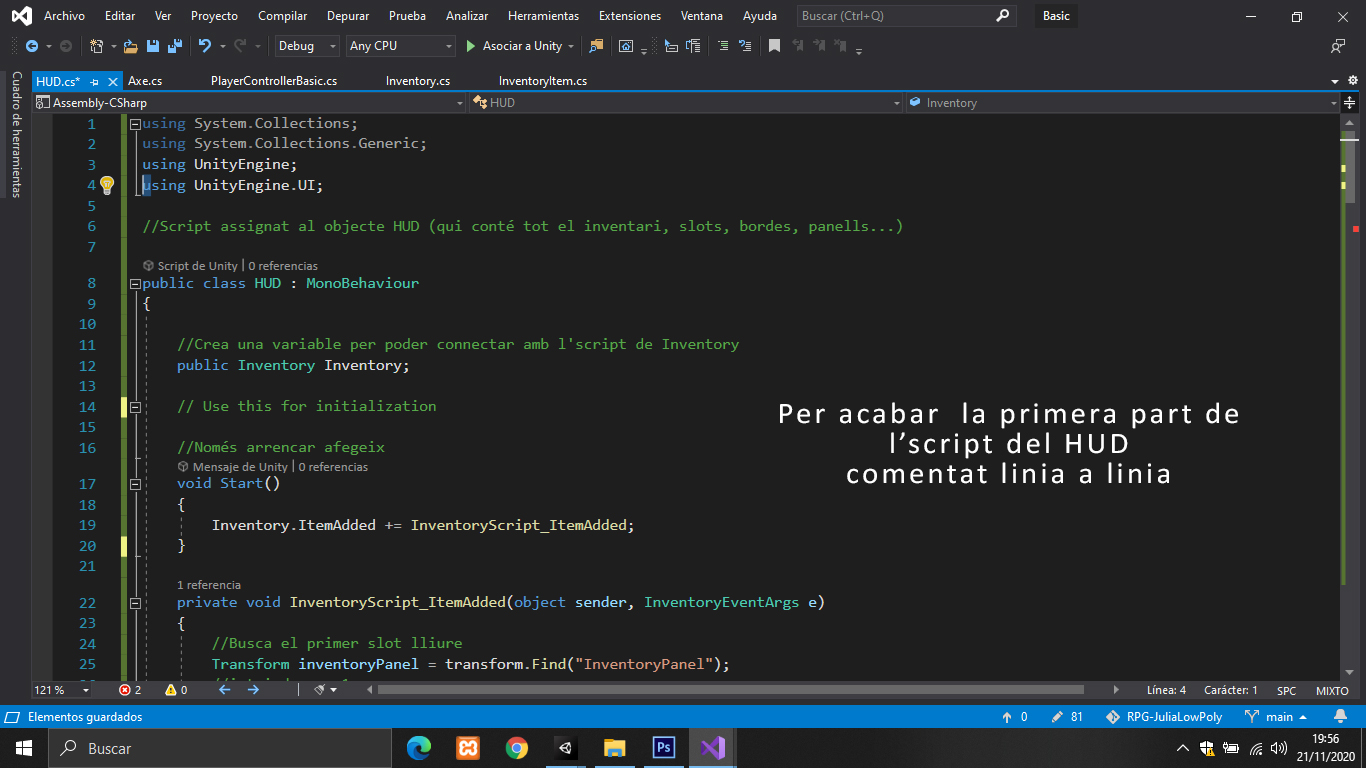 Archivo Editar Ver Proyecto Compilar Depurar Prueba Analizar Herramientas Extensiones Ventana Ayuda Buscar (Ctrl+Q) Basic
Debug Any CPU Asociar a Unity
HUD.cs* Axe.cs PlayerControllerBasic.cs Inventory.cs InventoryItem.cs
Cuadro de herramientas
Assembly-CSharp HUD Inventory
1 using System.Collections;
2 using System.Collections.Generic;
3 using UnityEngine;
4 using UnityEngine.UI;
5
6 //Script assignat al objecte HUD (qui conté tot el inventari, slots, bordes, panells...)
7
Script de Unity | 0 referencias
8 public class HUD : MonoBehaviour
9 {
10
11 //Crea una variable per poder connectar amb l'script de Inventory
12 public Inventory Inventory;
13
14 // Use this for initialization
15
16 //Només arrencar afegeix
Mensaje de Unity | 0 referencias
17 void Start()
18 {
19 Inventory.ItemAdded += InventoryScript_ItemAdded;
20 }
21
1 referencia
22 private void InventoryScript_ItemAdded(object sender, InventoryEventArgs e)
23 {
24 //Busca el primer slot lliure
25 Transform inventoryPanel = transform.Find("InventoryPanel");
Per acabar la primera part de
l’script del HUD
comentat linia a linia
121 % 2 0 Línea: 4 Carácter: 1 SPC MIXTO
Elementos guardados 0 81 RPG-JuliaLowPoly main
Buscar Ps 19:56
21/11/2020